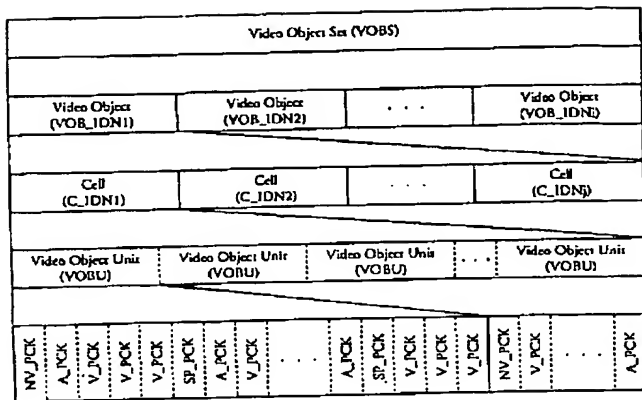 Video Object Set (VOBS)
Video Object Video Object . . . Video Object
(VOB_IDN1) (VOB_IDN2) (VOB_IDNi)
Cell Cell . . . Cell
(C_IDN1) (C_IDN2) (C_IDNj)
Video Object Unit Video Object Unit Video Object Unit . . . Video Object Unit
(VOBU) (VOBU) (VOBU) (VOBU)
NV_PCK
A_PCK
V_PCK
V_PCK
V_PCK
SP_PCK
A_PCK
V_PCK
. . . .
A_PCK
SP_PCK
V_PCK
V_PCK
V_PCK
NV_PCK
V_PCK
. . . .
A_PCK